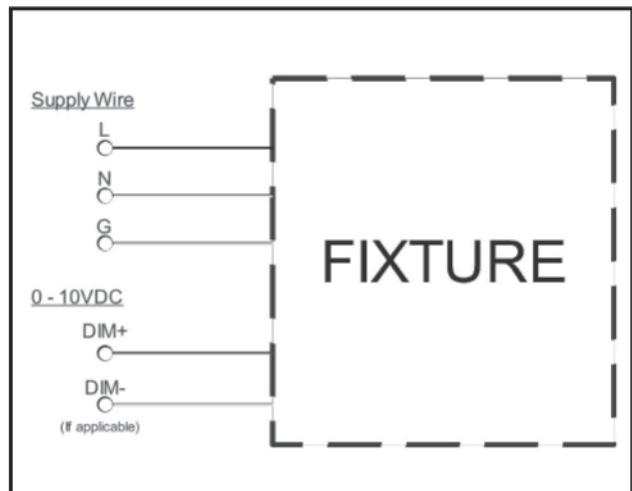 Supply Wire
L
N
G
FIXTURE
0 - 10VDC
DIM+
DIM-
(If applicable)